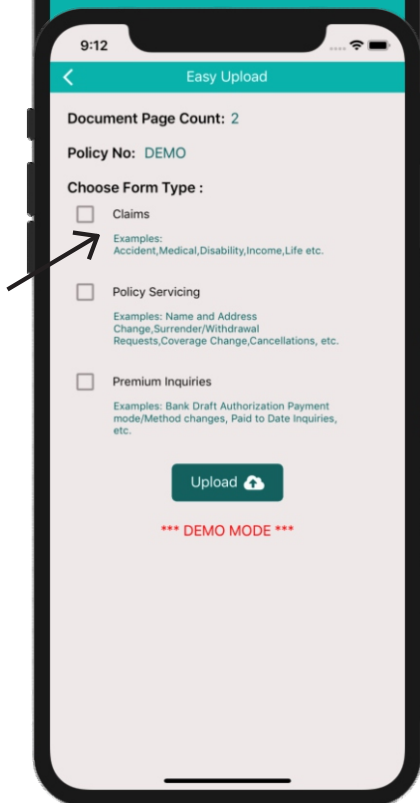 9:12
Easy Upload
Document Page Count: 2
Policy No: DEMO
Choose Form Type :
Claims
Examples:
Accident,Medical,Disability,Income,Life etc.
Policy Servicing
Examples: Name and Address
Change,Surrender/Withdrawal
Requests,Coverage Change,Cancellations, etc.
Premium Inquiries
Examples: Bank Draft Authorization Payment
mode/Method changes, Paid to Date Inquiries,
etc.
Upload
*** DEMO MODE ***